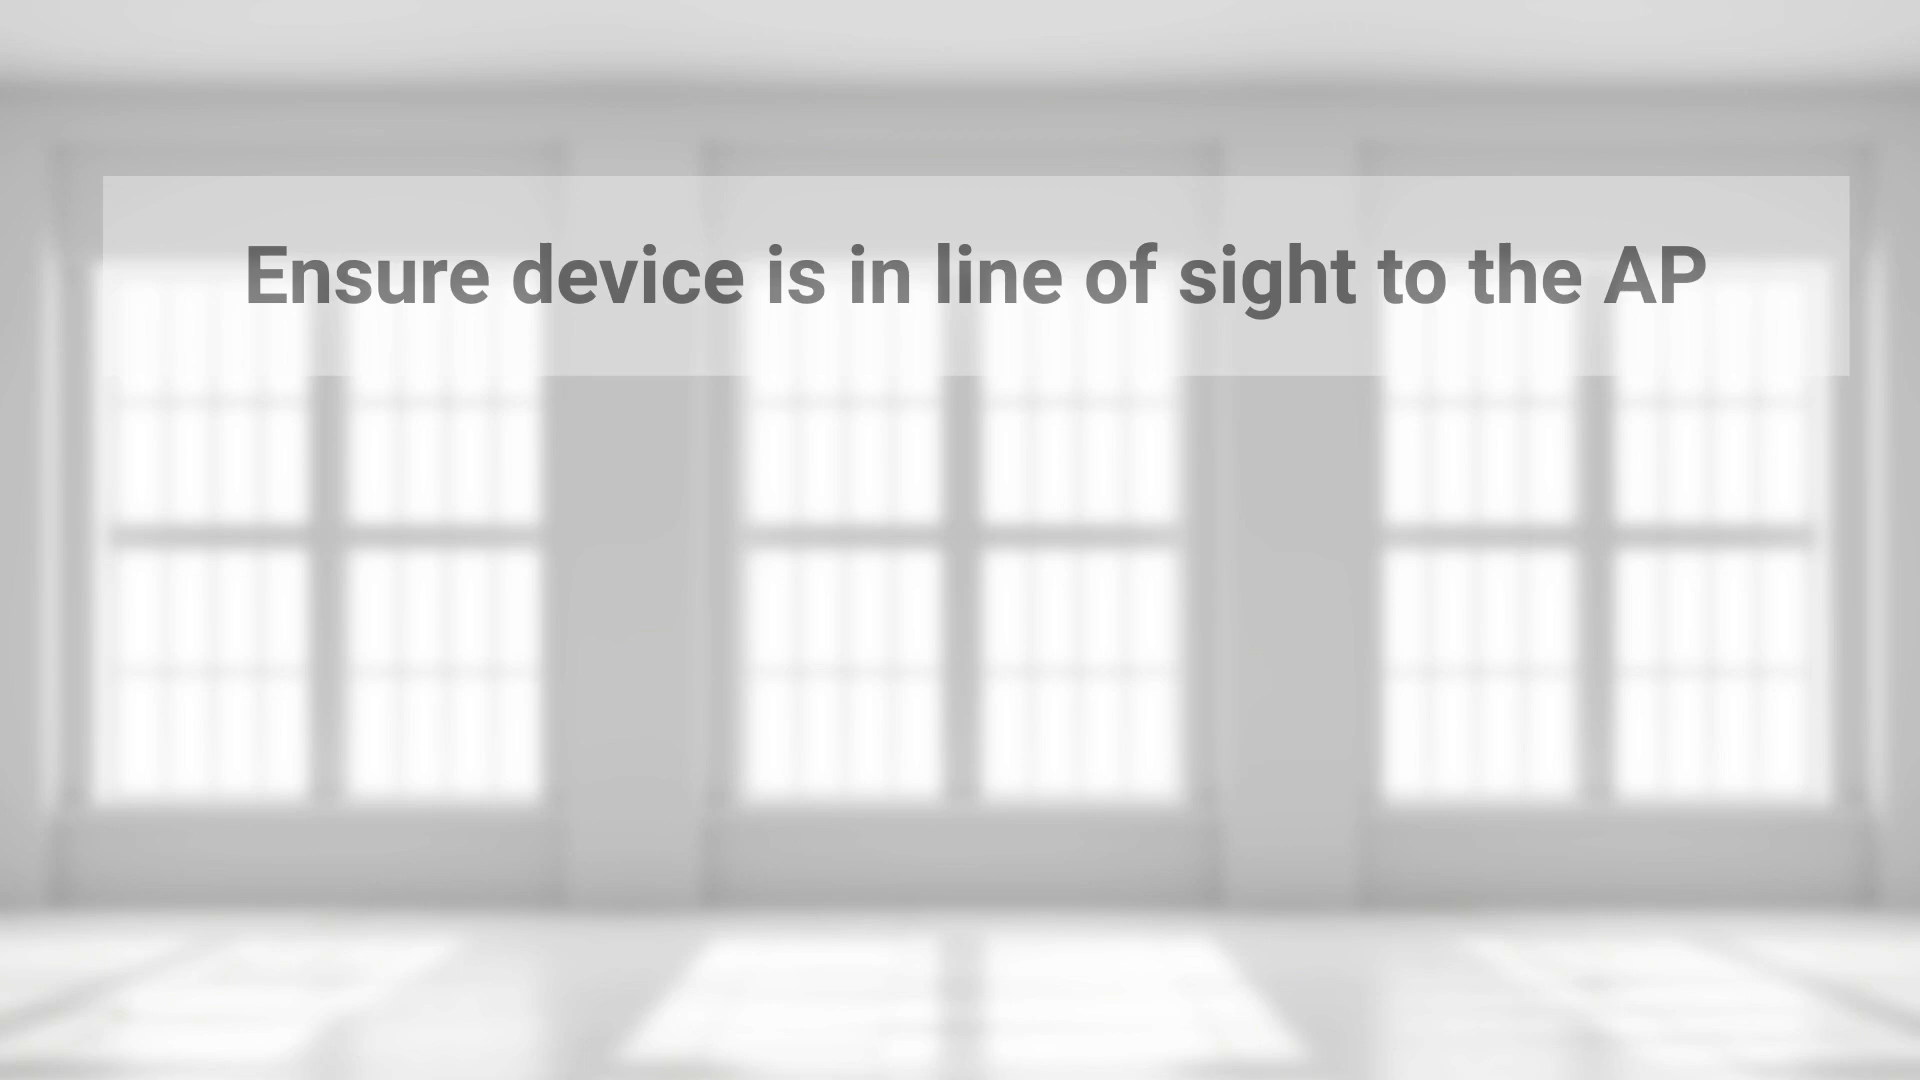 Ensure device is in line of sight to the AP